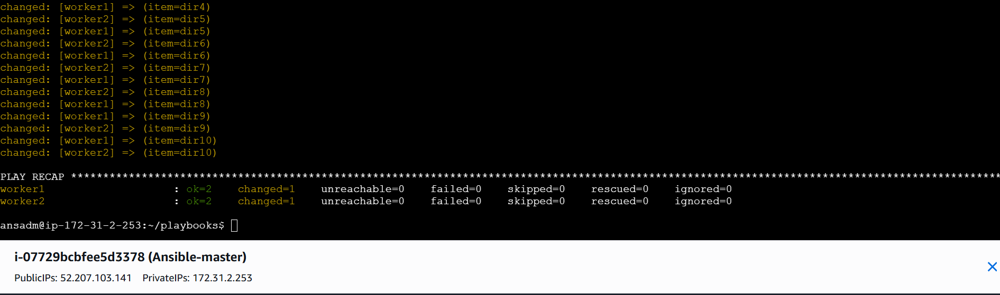 changed: [worker1] => (item=dir4)
changed: [worker2] => (item=dir5)
changed: [worker1] => (item=dir5)
changed: [worker2] => (item=dir6)
changed: [worker1] => (item=dir6)
changed: [worker2] => (item=dir7)
changed: [worker1] => (item=dir7)
changed: [worker2] => (item=dir8)
changed: [worker1] => (item=dir8)
changed: [worker1] => (item=dir9)
changed: [worker2] => (item=dir9)
changed: [worker1] => (item=dir10)
changed: [worker2] => (item=dir10)
PLAY RECAP ************************************************************************************************************************************************
worker1 : ok=2 changed=1 unreachable=0 failed=0 skipped=0 rescued=0 ignored=0
worker2 : ok=2 changed=1 unreachable=0 failed=0 skipped=0 rescued=0 ignored=0
ansadm@ip-172-31-2-253:~/playbooks$
i-07729bcbfee5d3378 (Ansible-master)
PublicIPs: 52.207.103.141 PrivateIPs: 172.31.2.253